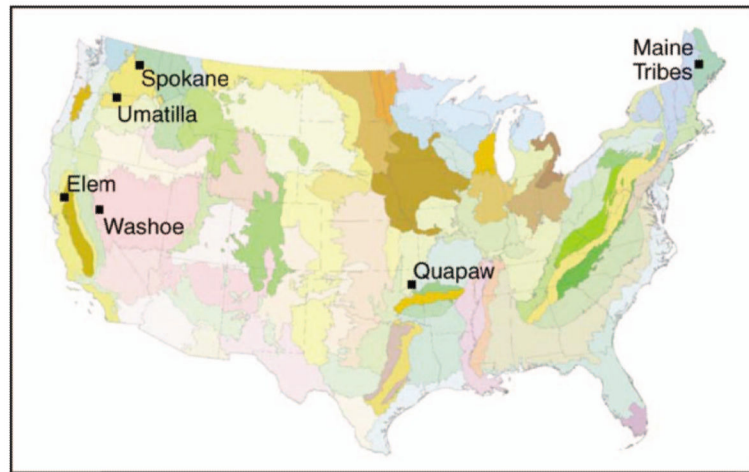 Spokane
Umatilla
Elem
Washoe
Quapaw
Maine
Tribes